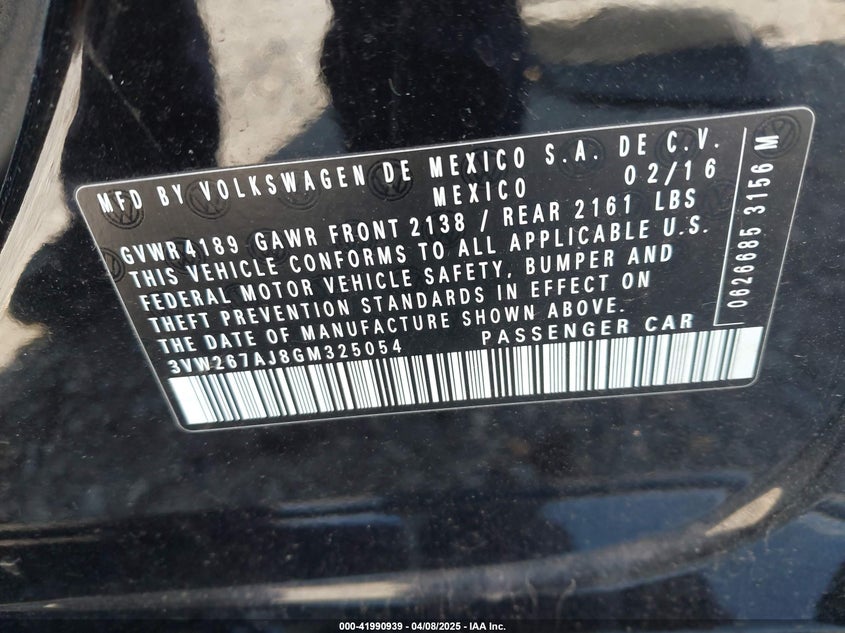 MFD BY VOLKSWAGEN DE MEXICO S.A. DE C.V.
MEXICO 02/16
GVWR4189 GAWR FRONT 2138 / REAR 2161 LBS
THIS VEHICLE CONFORMS TO ALL APPLICABLE U.S.
FEDERAL MOTOR VEHICLE SAFETY, BUMPER AND
THEFT PREVENTION STANDARDS IN EFFECT ON
THE DATE OF MANUFACTURE SHOWN ABOVE.
3VW267AJ8GM325054 PASSENGER CAR
0626685 3156 M
000-41990939 - 04/08/2025 - IAA Inc.